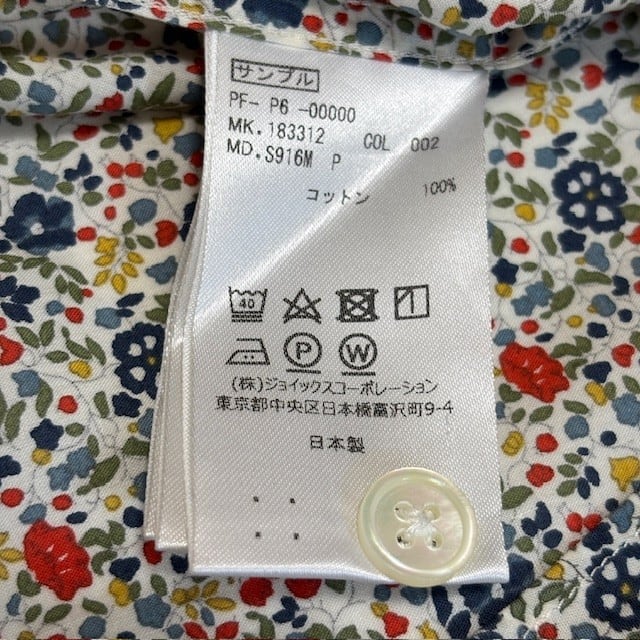 サンプル
PF- P6 -00000
MK.183312 COL 002
MD.S916M P
コットン 100%
40
P W
(株)ジョイックスコーポレーション
東京都中央区日本橋富沢町9-4
日本製